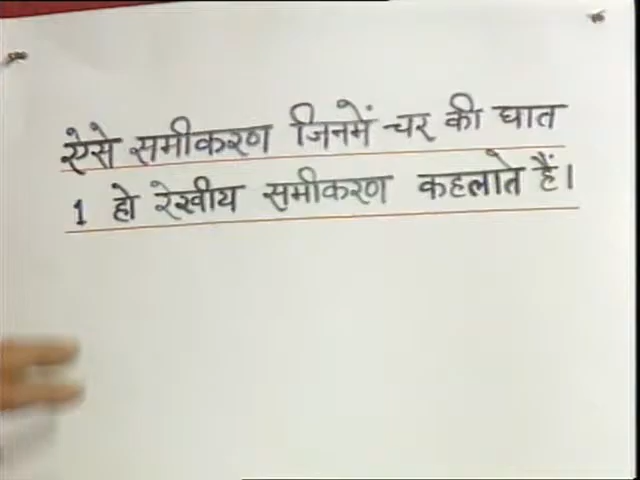 ऐसे समीकरण जिनमें चर की घात
1 हो रेखीय समीकरण कहलाते हैं।